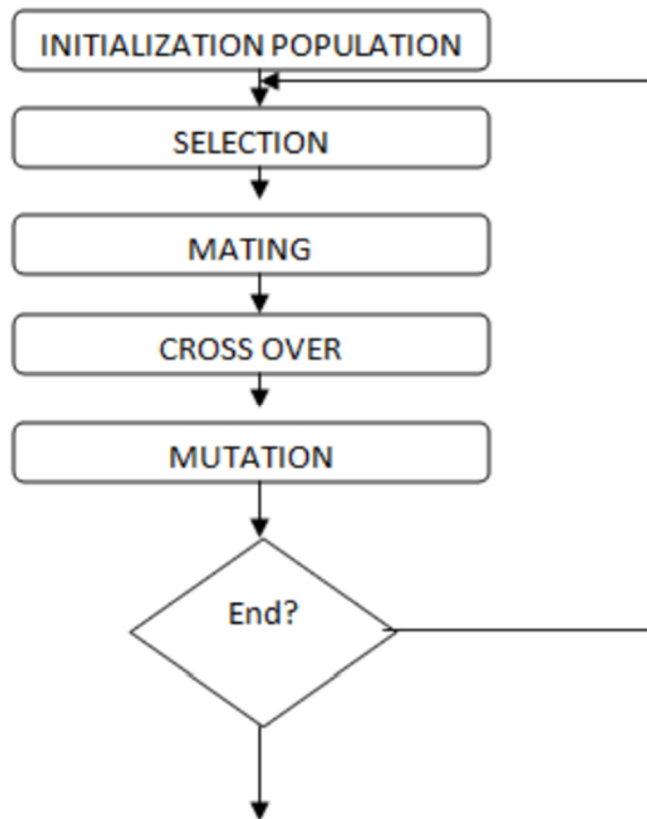 INITIALIZATION POPULATION
SELECTION
MATING
CROSS OVER
MUTATION
End?